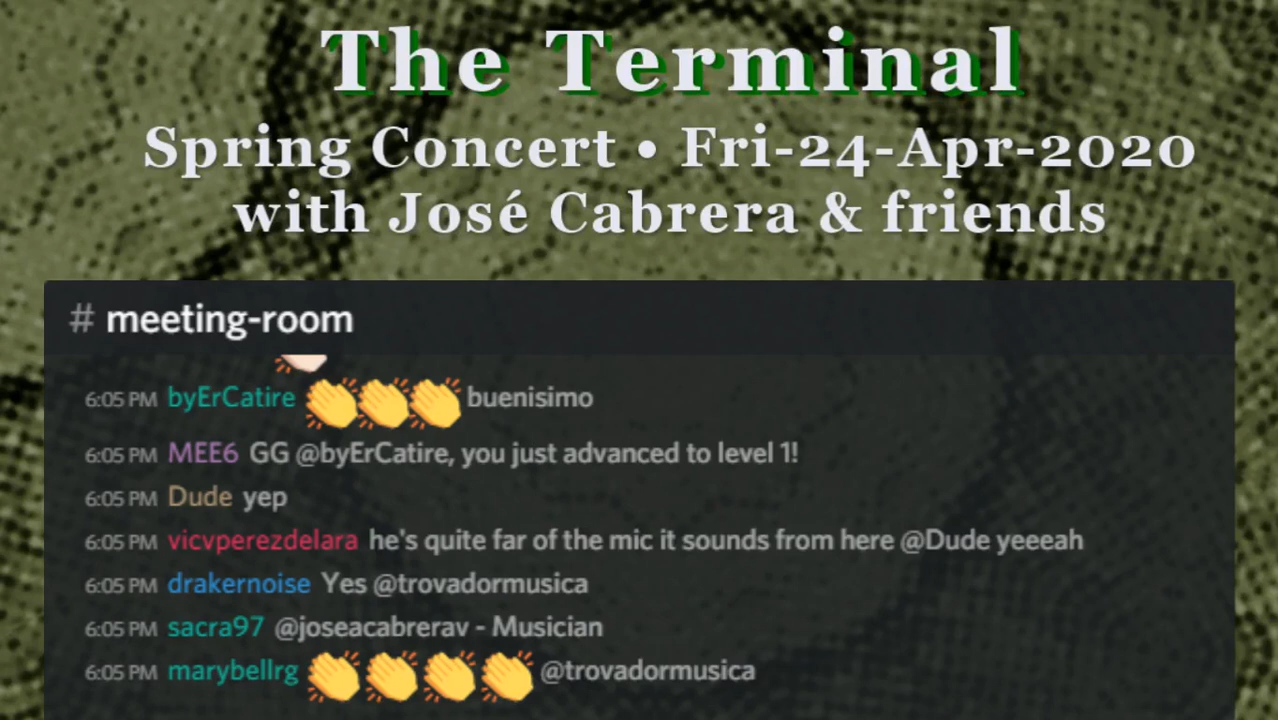 The Terminal
Spring Concert • Fri-24-Apr-2020
with José Cabrera & friends
# meeting-room
6:05 PM byErCatire 👏👏👏 buenisimo
6:05 PM MEE6 GG @byErCatire, you just advanced to level 1!
6:05 PM Dude yep
6:05 PM vicvperezdelara he's quite far of the mic it sounds from here @Dude yeeeah
6:05 PM drakernoise Yes @trovadormusica
6:05 PM sacra97 @joseacabrerav - Musician
6:05 PM marybellrg 👏👏👏👏 @trovadormusica